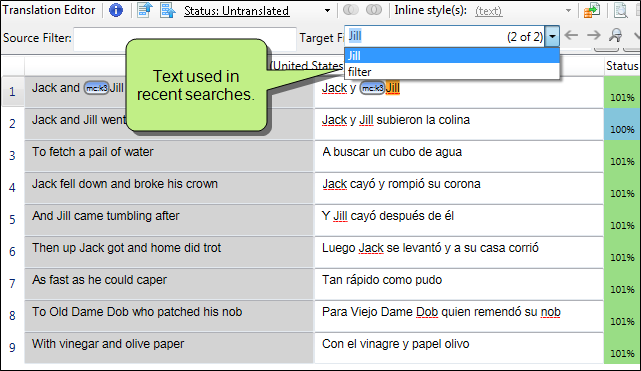 Translation Editor Status: Untranslated Inline style(s): (text)
Source Filter: Target F Jill (2 of 2)
Jill
filter
Text used in
recent searches.
(United States Status
1 Jack and mc:k3 Jill Jack y mc:k3 Jill 101%
2 Jack and Jill went Jack y Jill subieron la colina 100%
3 To fetch a pail of water A buscar un cubo de agua 101%
4 Jack fell down and broke his crown Jack cayó y rompió su corona 101%
5 And Jill came tumbling after Y Jill cayó después de él 101%
6 Then up Jack got and home did trot Luego Jack se levantó y a su casa corrió 101%
7 As fast as he could caper Tan rápido como pudo 101%
8 To Old Dame Dob who patched his nob Para Viejo Dame Dob quien remendó su nob 101%
9 With vinegar and olive paper Con el vinagre y papel olivo 101%